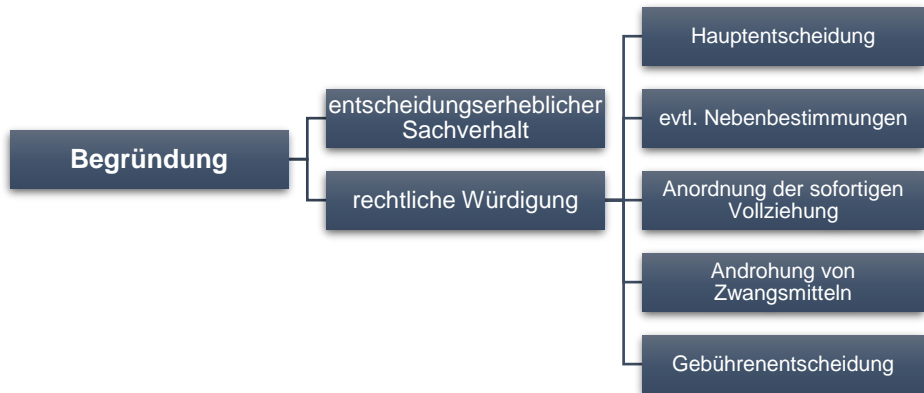 Begründung
entscheidungserheblicher
Sachverhalt
rechtliche Würdigung
Hauptentscheidung
evtl. Nebenbestimmungen
Anordnung der sofortigen
Vollziehung
Androhung von
Zwangsmitteln
Gebührenentscheidung